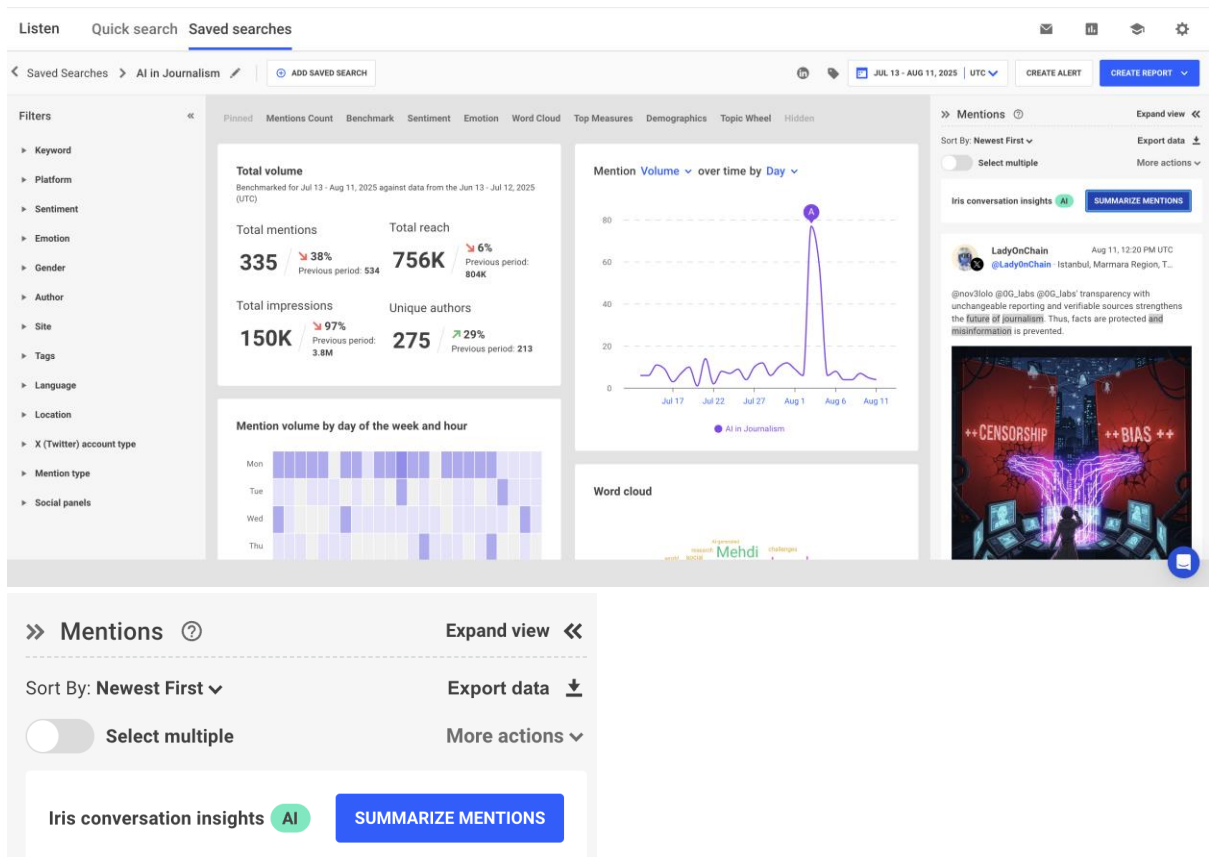 Listen Quick search Saved searches
Saved Searches AI in Journalism ADD SAVED SEARCH JUL 13 - AUG 11, 2025 | UTC CREATE ALERT CREATE REPORT
Filters
Keyword
Platform
Sentiment
Emotion
Gender
Author
Site
Tags
Language
Location
X (Twitter) account type
Mention type
Social panels
Pinned Mentions Count Benchmark Sentiment Emotion Word Cloud Top Measures Demographics Topic Wheel Hidden
Total volume
Benchmarked for Jul 13 - Aug 11, 2025 against data from the Jun 13 - Jul 12, 2025
(UTC)
Total mentions
335
38%
Previous period: 534
Total reach
756K
6%
Previous period:
804K
Total impressions
150K
97%
Previous period:
3.8M
Unique authors
275
29%
Previous period: 213
Mention volume by day of the week and hour
Mon
Tue
Wed
Thu
Mention Volume over time by Day
A
80
60
40
20
0
Jul 17 Jul 22 Jul 27 Aug 1 Aug 6 Aug 11
AI in Journalism
Word cloud
AI-generated
research Mehdi challenges
world social
Mentions Expand view
Sort By: Newest First Export data
Select multiple More actions
Iris conversation insights AI SUMMARIZE MENTIONS
LadyOnChain Aug 11, 12:20 PM UTC
@Lady0nChain · Istanbul, Marmara Region, T...
@nov3lolo @0G_labs @0G_labs' transparency with
unchangeable reporting and verifiable sources strengthens
the future of journalism. Thus, facts are protected and
misinformation is prevented.
++CENSORSHIP
++BIAS ++
Mentions Expand view
Sort By: Newest First Export data
Select multiple More actions
Iris conversation insights AI SUMMARIZE MENTIONS